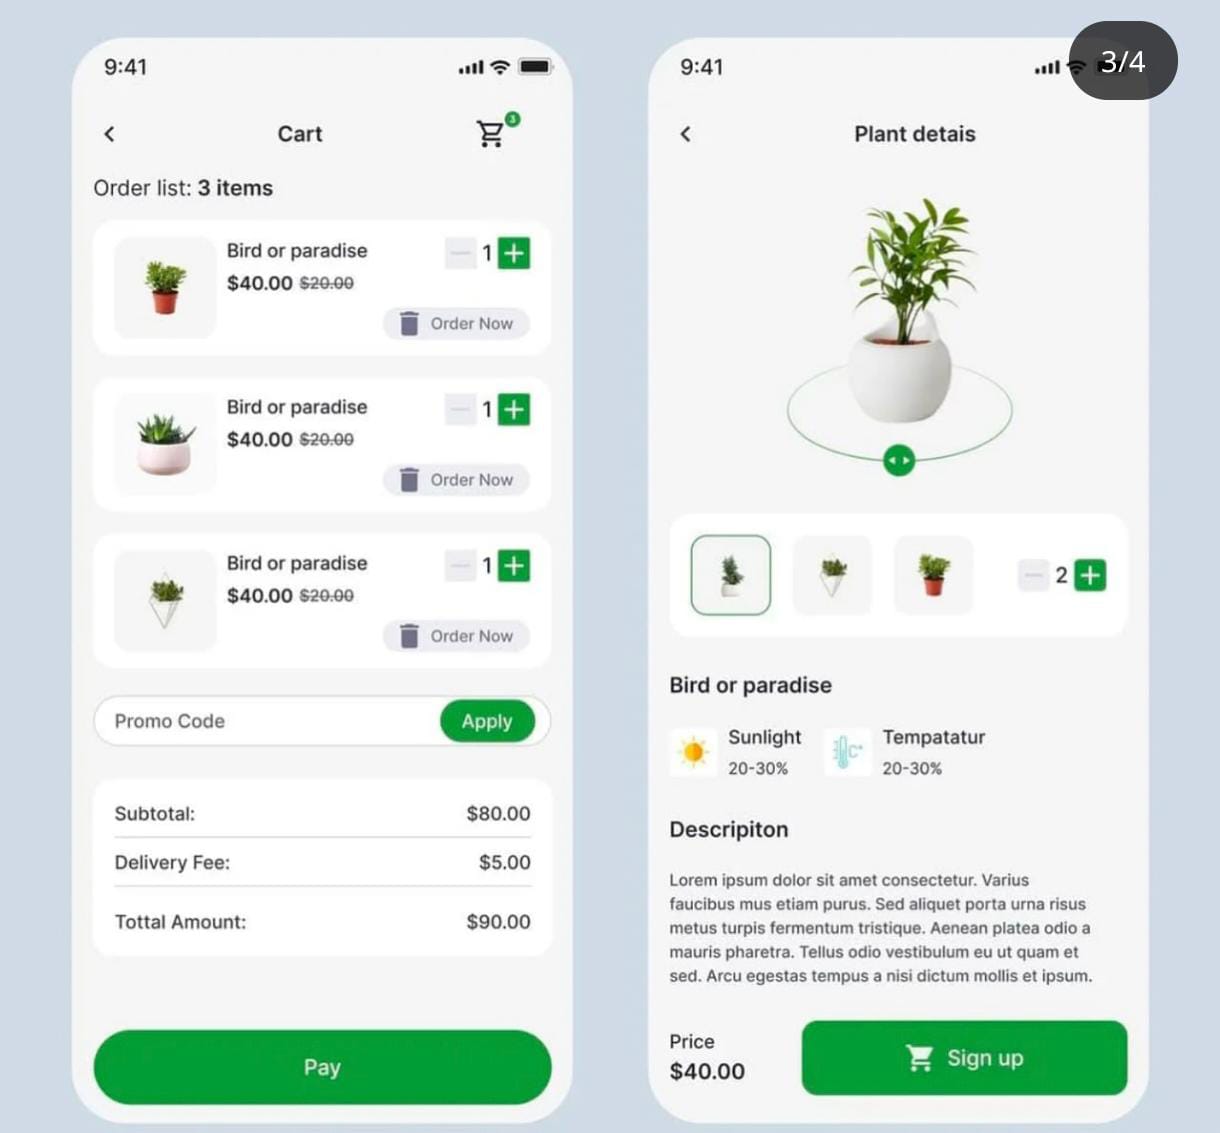 9:41
Cart
3
Order list: 3 items
Bird or paradise
1
$40.00 $20.00
Order Now
Bird or paradise
1
$40.00 $20.00
Order Now
Bird or paradise
1
$40.00 $20.00
Order Now
Promo Code
Apply
Subtotal:
$80.00
Delivery Fee:
$5.00
Tottal Amount:
$90.00
Pay
9:41
3/4
Plant detais
2
Bird or paradise
Sunlight
20-30%
C°
Tempatatur
20-30%
Descripiton
Lorem ipsum dolor sit amet consectetur. Varius
faucibus mus etiam purus. Sed aliquet porta urna risus
metus turpis fermentum tristique. Aenean platea odio a
mauris pharetra. Tellus odio vestibulum eu ut quam et
sed. Arcu egestas tempus a nisi dictum mollis et ipsum.
Price
$40.00
Sign up